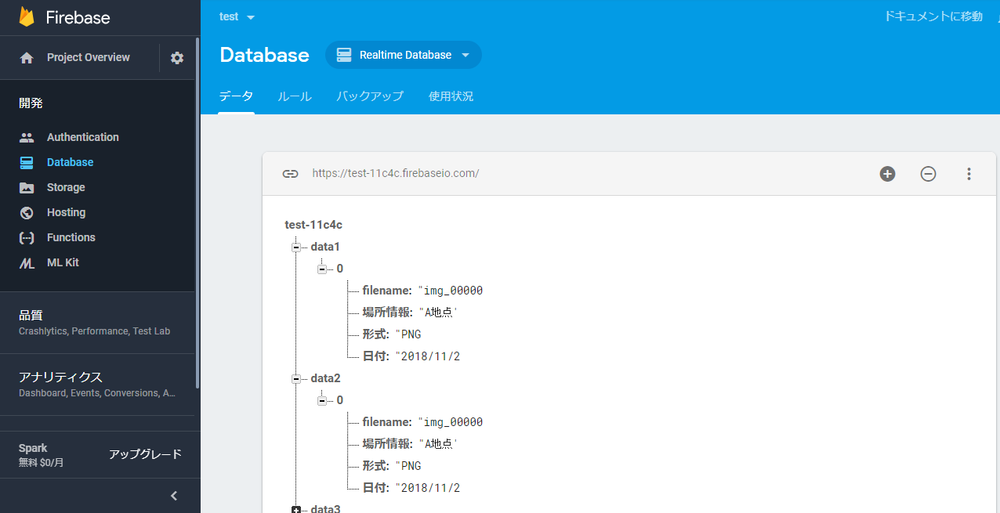 Firebase
Project Overview
開発
Authentication
Database
Storage
Hosting
Functions
ML Kit
品質
Crashlytics, Performance, Test Lab
アナリティクス
Dashboard, Events, Conversions, A...
Spark
無料 $0/月
アップグレード
test
ドキュメントに移動
Database
Realtime Database
データ ルール バックアップ 使用状況
https://test-11c4c.firebaseio.com/
test-11c4c
data1
0
filename: "img_00000
場所情報: "A地点"
形式: "PNG
日付: "2018/11/2
data2
0
filename: "img_00000
場所情報: "A地点"
形式: "PNG
日付: "2018/11/2
data3